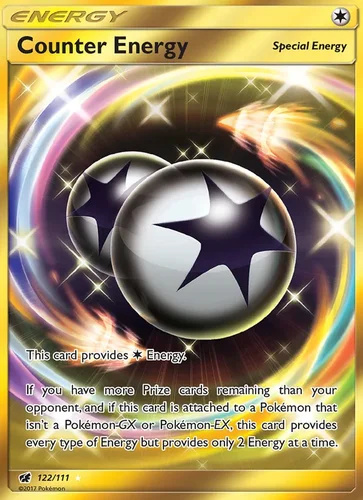 ENERGY
Counter Energy
Special Energy
This card provides Energy.
If you have more Prize cards remaining than your
opponent, and if this card is attached to a Pokémon that
isn't a Pokémon-GX or Pokémon-EX, this card provides
every type of Energy but provides only 2 Energy at a time.
122/111
©2017 Pokémon